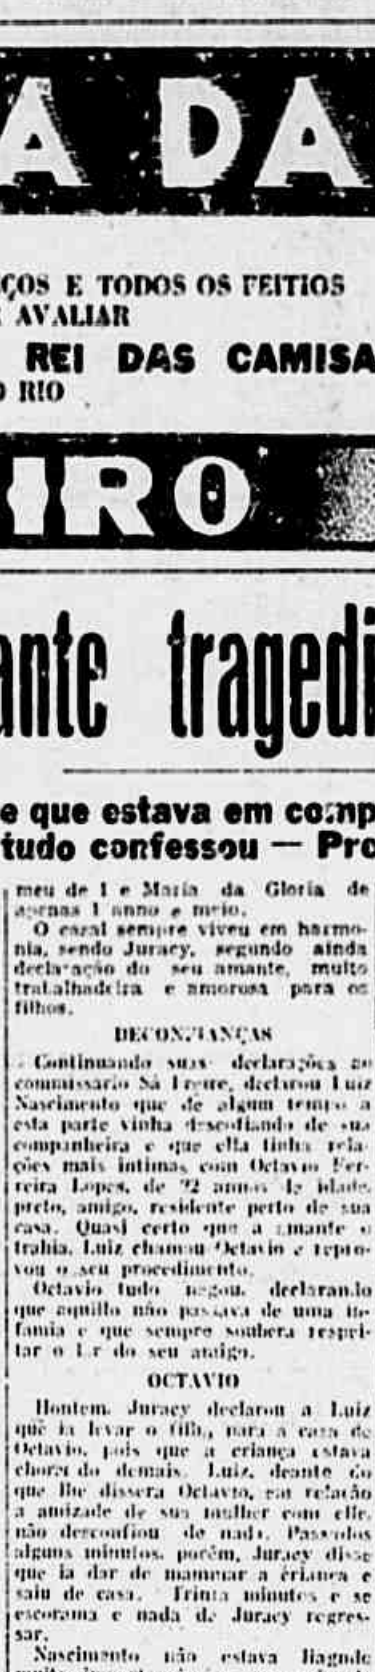 A DA
ÇOS E TODOS OS FEITIOS
AVALIAR
REI DAS CAMISA
O RIO
IRO
ante tragedi
e que estava em comp
tudo confessou — Pro
meu de 1 e Maria da Gloria de
apenas 1 anno e meio.
O casal sempre viveu em harmo-
nia, sendo Juracy, segundo ainda
declaração do seu amante, muito
trabalhadeira e amorosa para os
filhos.
DECONFIANÇAS
Continuando suas declarações ao
commissario Sá Freire, declarou Luiz
Nascimento que de algum tempo a
esta parte vinha descofiando de sua
companheira e que ella tinha rela-
ções mais intimas com Octavio Fer-
reira Lopes, de 22 annos de idade,
preto, amigo, residente perto de sua
casa. Quasi certo que a amante o
trahia, Luiz chamou Octavio e repro-
vou o seu procedimento.
Octavio tudo negou, declarando
que aquillo não passava de uma in-
famia e que sempre soubera respei-
tar o lar do seu amigo.
OCTAVIO
Hontem, Juracy declarou a Luiz
que ia levar o filho para a casa de
Octavio, pois que a criança estava
chorando demais. Luiz, deante do
que lhe dissera Octavio, em relação
a amizade de sua mulher com elle,
não desconfiou de nada. Passados
alguns minutos, porém, Juracy disse
que ia dar de mammar a criança e
saiu de casa. Trinta minutos e se
escorama e nada de Juracy regres-
sar.
Nascimento não estava ligando